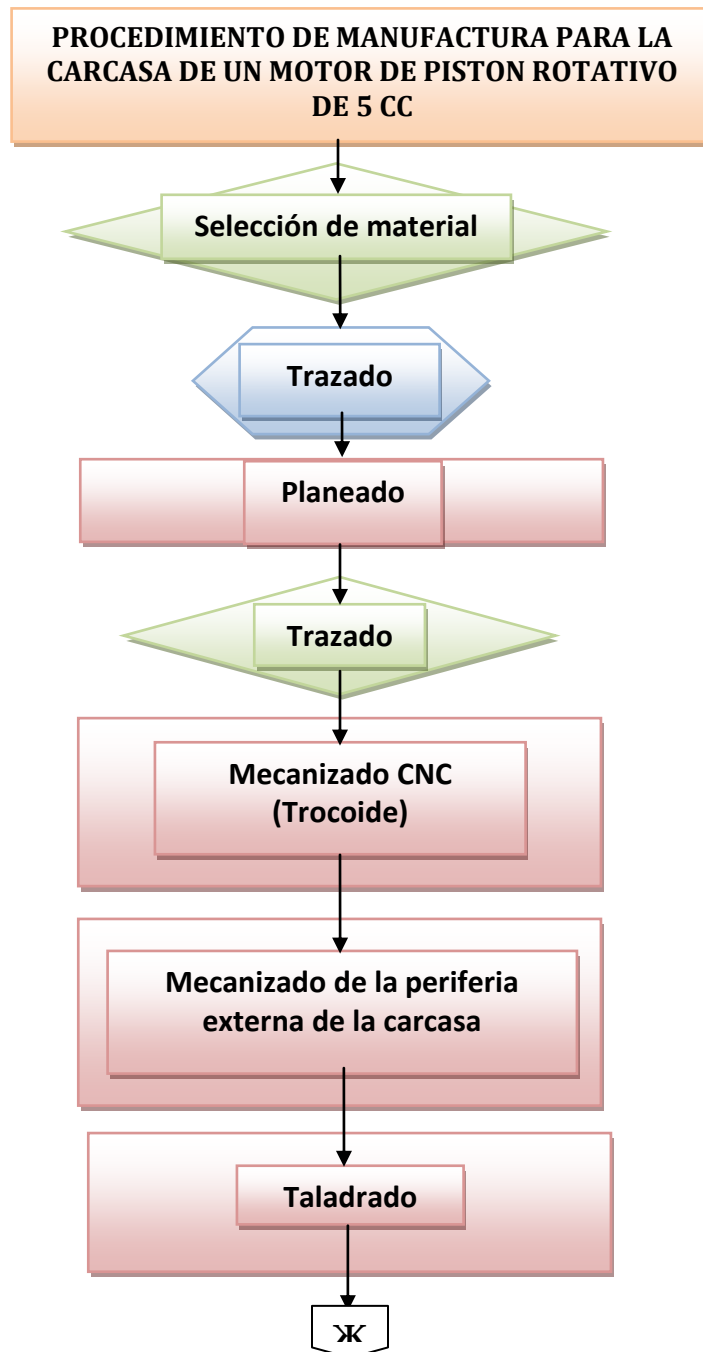 PROCEDIMIENTO DE MANUFACTURA PARA LA
CARCASA DE UN MOTOR DE PISTON ROTATIVO
DE 5 CC
Selección de material
Trazado
Planeado
Trazado
Mecanizado CNC
(Trocoide)
Mecanizado de la periferia
externa de la carcasa
Taladrado
Ж